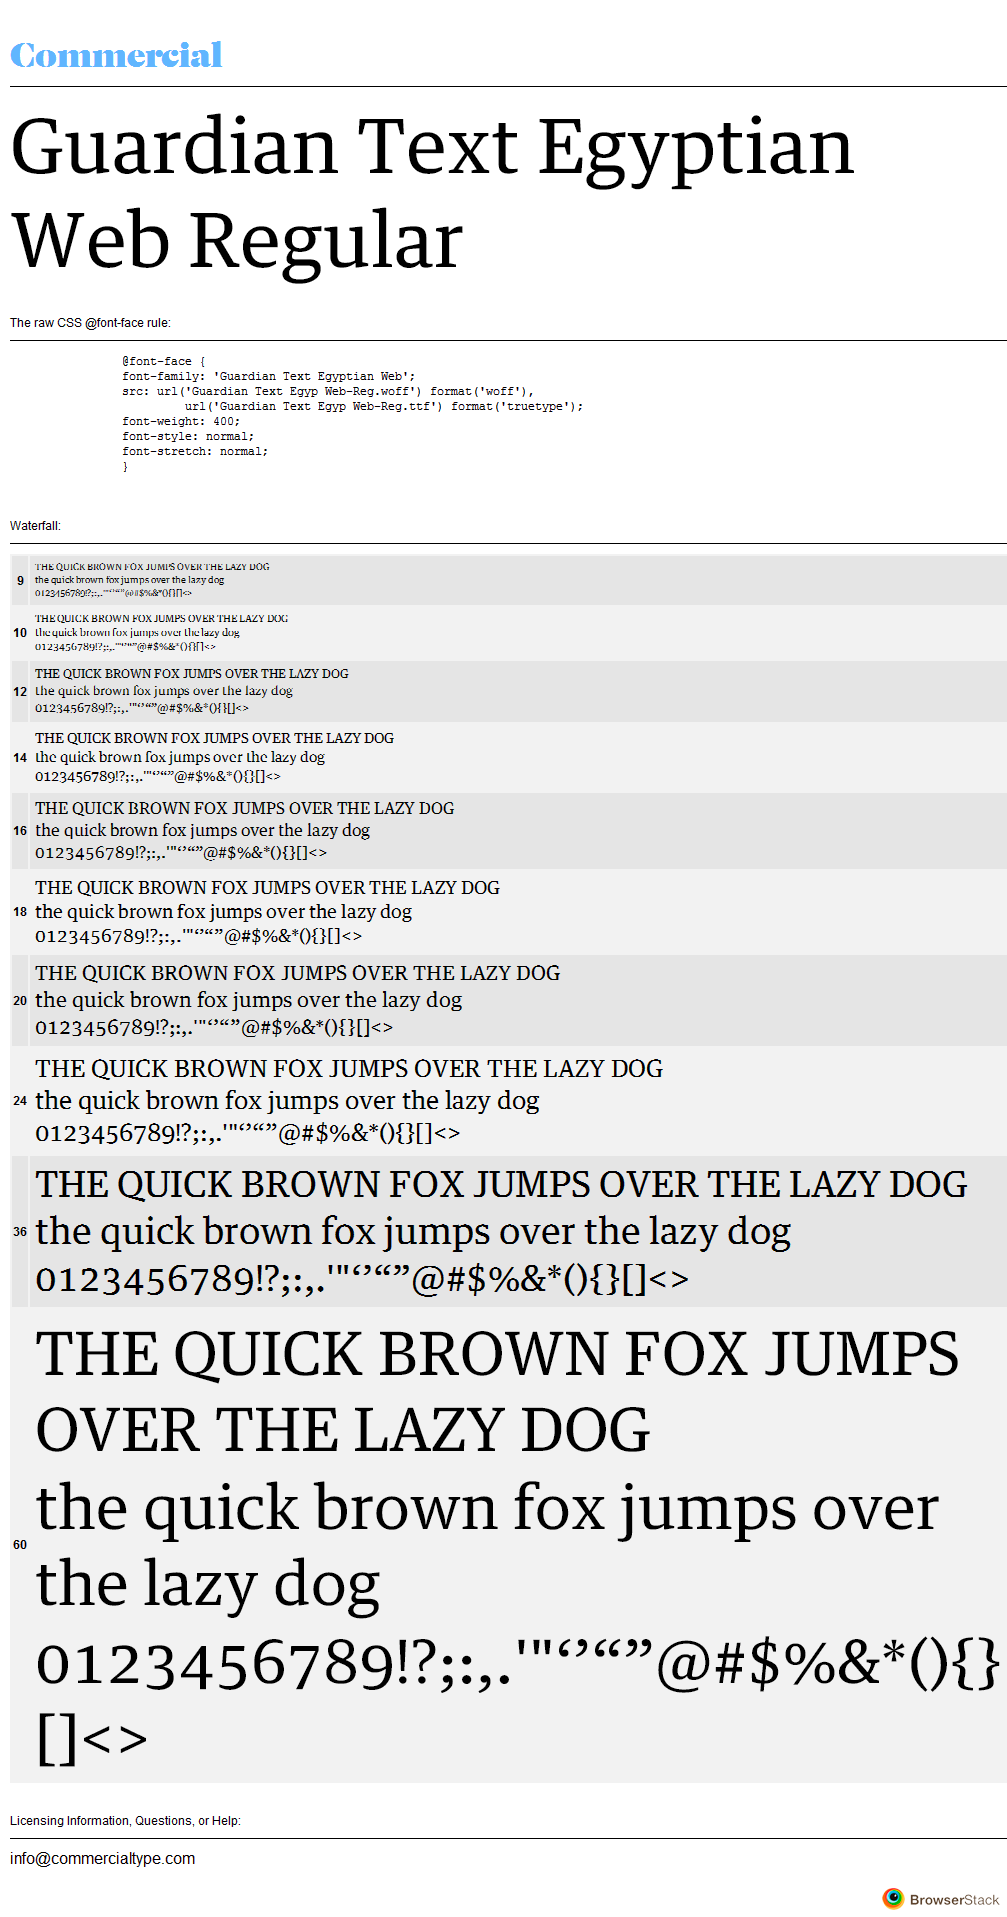 Commercial
Guardian Text Egyptian
Web Regular
The raw CSS @font-face rule:
@font-face {
font-family: 'Guardian Text Egyptian Web';
src: url('Guardian Text Egyp Web-Reg.woff') format('woff'),
url('Guardian Text Egyp Web-Reg.ttf') format('truetype');
font-weight: 400;
font-style: normal;
font-stretch: normal;
}
Waterfall:
THE QUICK BROWN FOX JUMPS OVER THE LAZY DOG
9 the quick brown fox jumps over the lazy dog
0123456789!?;:,.'"‘’“”@#$%&*(){}[]<>
THE QUICK BROWN FOX JUMPS OVER THE LAZY DOG
10 the quick brown fox jumps over the lazy dog
0123456789!?;:,.'"‘’“”@#$%&*(){}[]<>
THE QUICK BROWN FOX JUMPS OVER THE LAZY DOG
12 the quick brown fox jumps over the lazy dog
0123456789!?;:,.'"‘’“”@#$%&*(){}[]<>
THE QUICK BROWN FOX JUMPS OVER THE LAZY DOG
14 the quick brown fox jumps over the lazy dog
0123456789!?;:,.'"‘’“”@#$%&*(){}[]<>
THE QUICK BROWN FOX JUMPS OVER THE LAZY DOG
16 the quick brown fox jumps over the lazy dog
0123456789!?;:,.'"‘’“”@#$%&*(){}[]<>
THE QUICK BROWN FOX JUMPS OVER THE LAZY DOG
18 the quick brown fox jumps over the lazy dog
0123456789!?;:,.'"‘’“”@#$%&*(){}[]<>
THE QUICK BROWN FOX JUMPS OVER THE LAZY DOG
20 the quick brown fox jumps over the lazy dog
0123456789!?;:,.'"‘’“”@#$%&*(){}[]<>
THE QUICK BROWN FOX JUMPS OVER THE LAZY DOG
24 the quick brown fox jumps over the lazy dog
0123456789!?;:,.'"‘’“”@#$%&*(){}[]<>
THE QUICK BROWN FOX JUMPS OVER THE LAZY DOG
36 the quick brown fox jumps over the lazy dog
0123456789!?;:,.'"‘’“”@#$%&*(){}[]<>
THE QUICK BROWN FOX JUMPS
OVER THE LAZY DOG
the quick brown fox jumps over
60
the lazy dog
0123456789!?;:,.'"‘’“”@#$%&*(){}
[]<>
Licensing Information, Questions, or Help:
info@commercialtype.com
BrowserStack